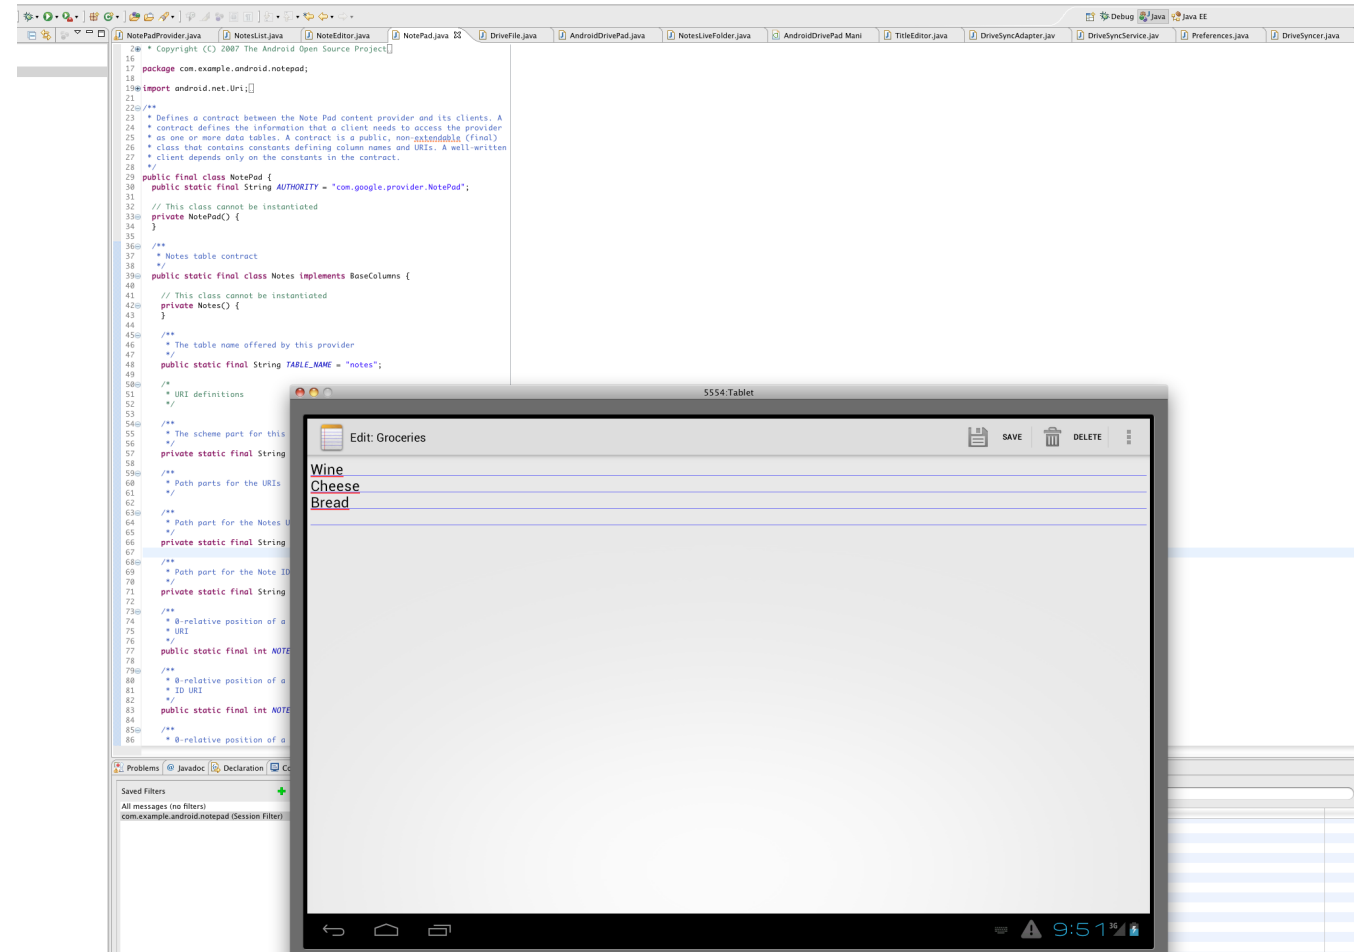 Debug Java Java EE
NotePadProvider.java NotesList.java NoteEditor.java NotePad.java DriveFile.java AndroidDrivePad.java NotesLiveFolder.java AndroidDrivePad Mani TitleEditor.java DriveSyncAdapter.jav DriveSyncService.jav Preferences.java DriveSyncer.java
2 * Copyright (C) 2007 The Android Open Source Project
16
17 package com.example.android.notepad;
18
19 import android.net.Uri;
21
22 /**
23 * Defines a contract between the Note Pad content provider and its clients. A
24 * contract defines the information that a client needs to access the provider
25 * as one or more data tables. A contract is a public, non-extendable (final)
26 * class that contains constants defining column names and URIs. A well-written
27 * client depends only on the constants in the contract.
28 */
29 public final class NotePad {
30 public static final String AUTHORITY = "com.google.provider.NotePad";
31
32 // This class cannot be instantiated
33 private NotePad() {
34 }
35
36 /**
37 * Notes table contract
38 */
39 public static final class Notes implements BaseColumns {
40
41 // This class cannot be instantiated
42 private Notes() {
43 }
44
45 /**
46 * The table name offered by this provider
47 */
48 public static final String TABLE_NAME = "notes";
49
50 /*
51 * URI definitions
52 */
53
54 /**
55 * The scheme part for this
56 */
57 private static final String
58
59 /**
60 * Path parts for the URIs
61 */
62
63 /**
64 * Path part for the Notes U
65 */
66 private static final String
67
68 /**
69 * Path part for the Note ID
70 */
71 private static final String
72
73 /**
74 * 0-relative position of a
75 * URI
76 */
77 public static final int NOTE
78
79 /**
80 * 0-relative position of a
81 * ID URI
82 */
83 public static final int NOTE
84
85 /**
86 * 0-relative position of a
5554:Tablet
Edit: Groceries SAVE DELETE
Wine
Cheese
Bread
9:51 3G
Problems Javadoc Declaration Co
Saved Filters
All messages (no filters)
com.example.android.notepad (Session Filter)